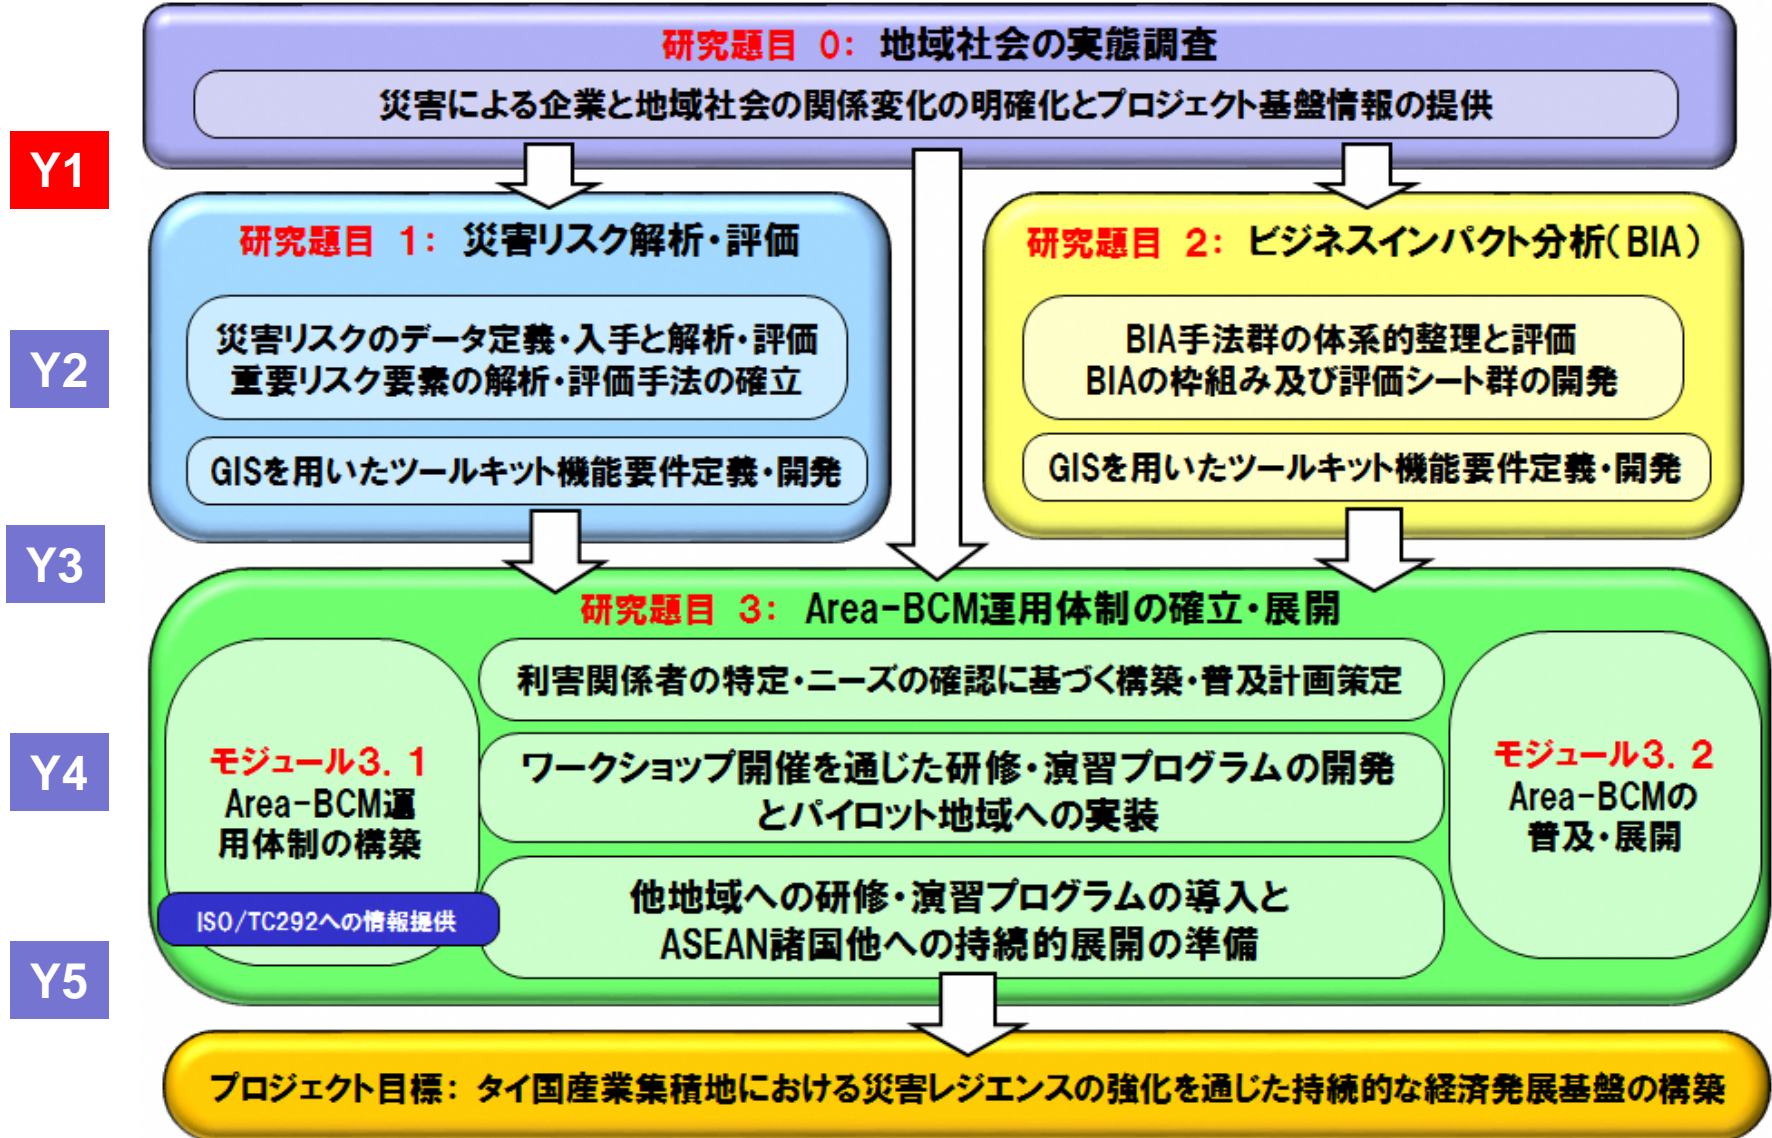 研究題目 0: 地域社会の実態調査
災害による企業と地域社会の関係変化の明確化とプロジェクト基盤情報の提供
Y1
研究題目 1: 災害リスク解析・評価
災害リスクのデータ定義・入手と解析・評価
重要リスク要素の解析・評価手法の確立
GISを用いたツールキット機能要件定義・開発
研究題目 2: ビジネスインパクト分析(BIA)
BIA手法群の体系的整理と評価
BIAの枠組み及び評価シート群の開発
GISを用いたツールキット機能要件定義・開発
Y2
Y3
研究題目 3: Area-BCM運用体制の確立・展開
利害関係者の特定・ニーズの確認に基づく構築・普及計画策定
モジュール3. 1
Area-BCM運
用体制の構築
ワークショップ開催を通じた研修・演習プログラムの開発
とパイロット地域への実装
モジュール3. 2
Area-BCMの
普及・展開
Y4
ISO/TC292への情報提供
他地域への研修・演習プログラムの導入と
ASEAN諸国他への持続的展開の準備
Y5
プロジェクト目標: タイ国産業集積地における災害レジエンスの強化を通じた持続的な経済発展基盤の構築